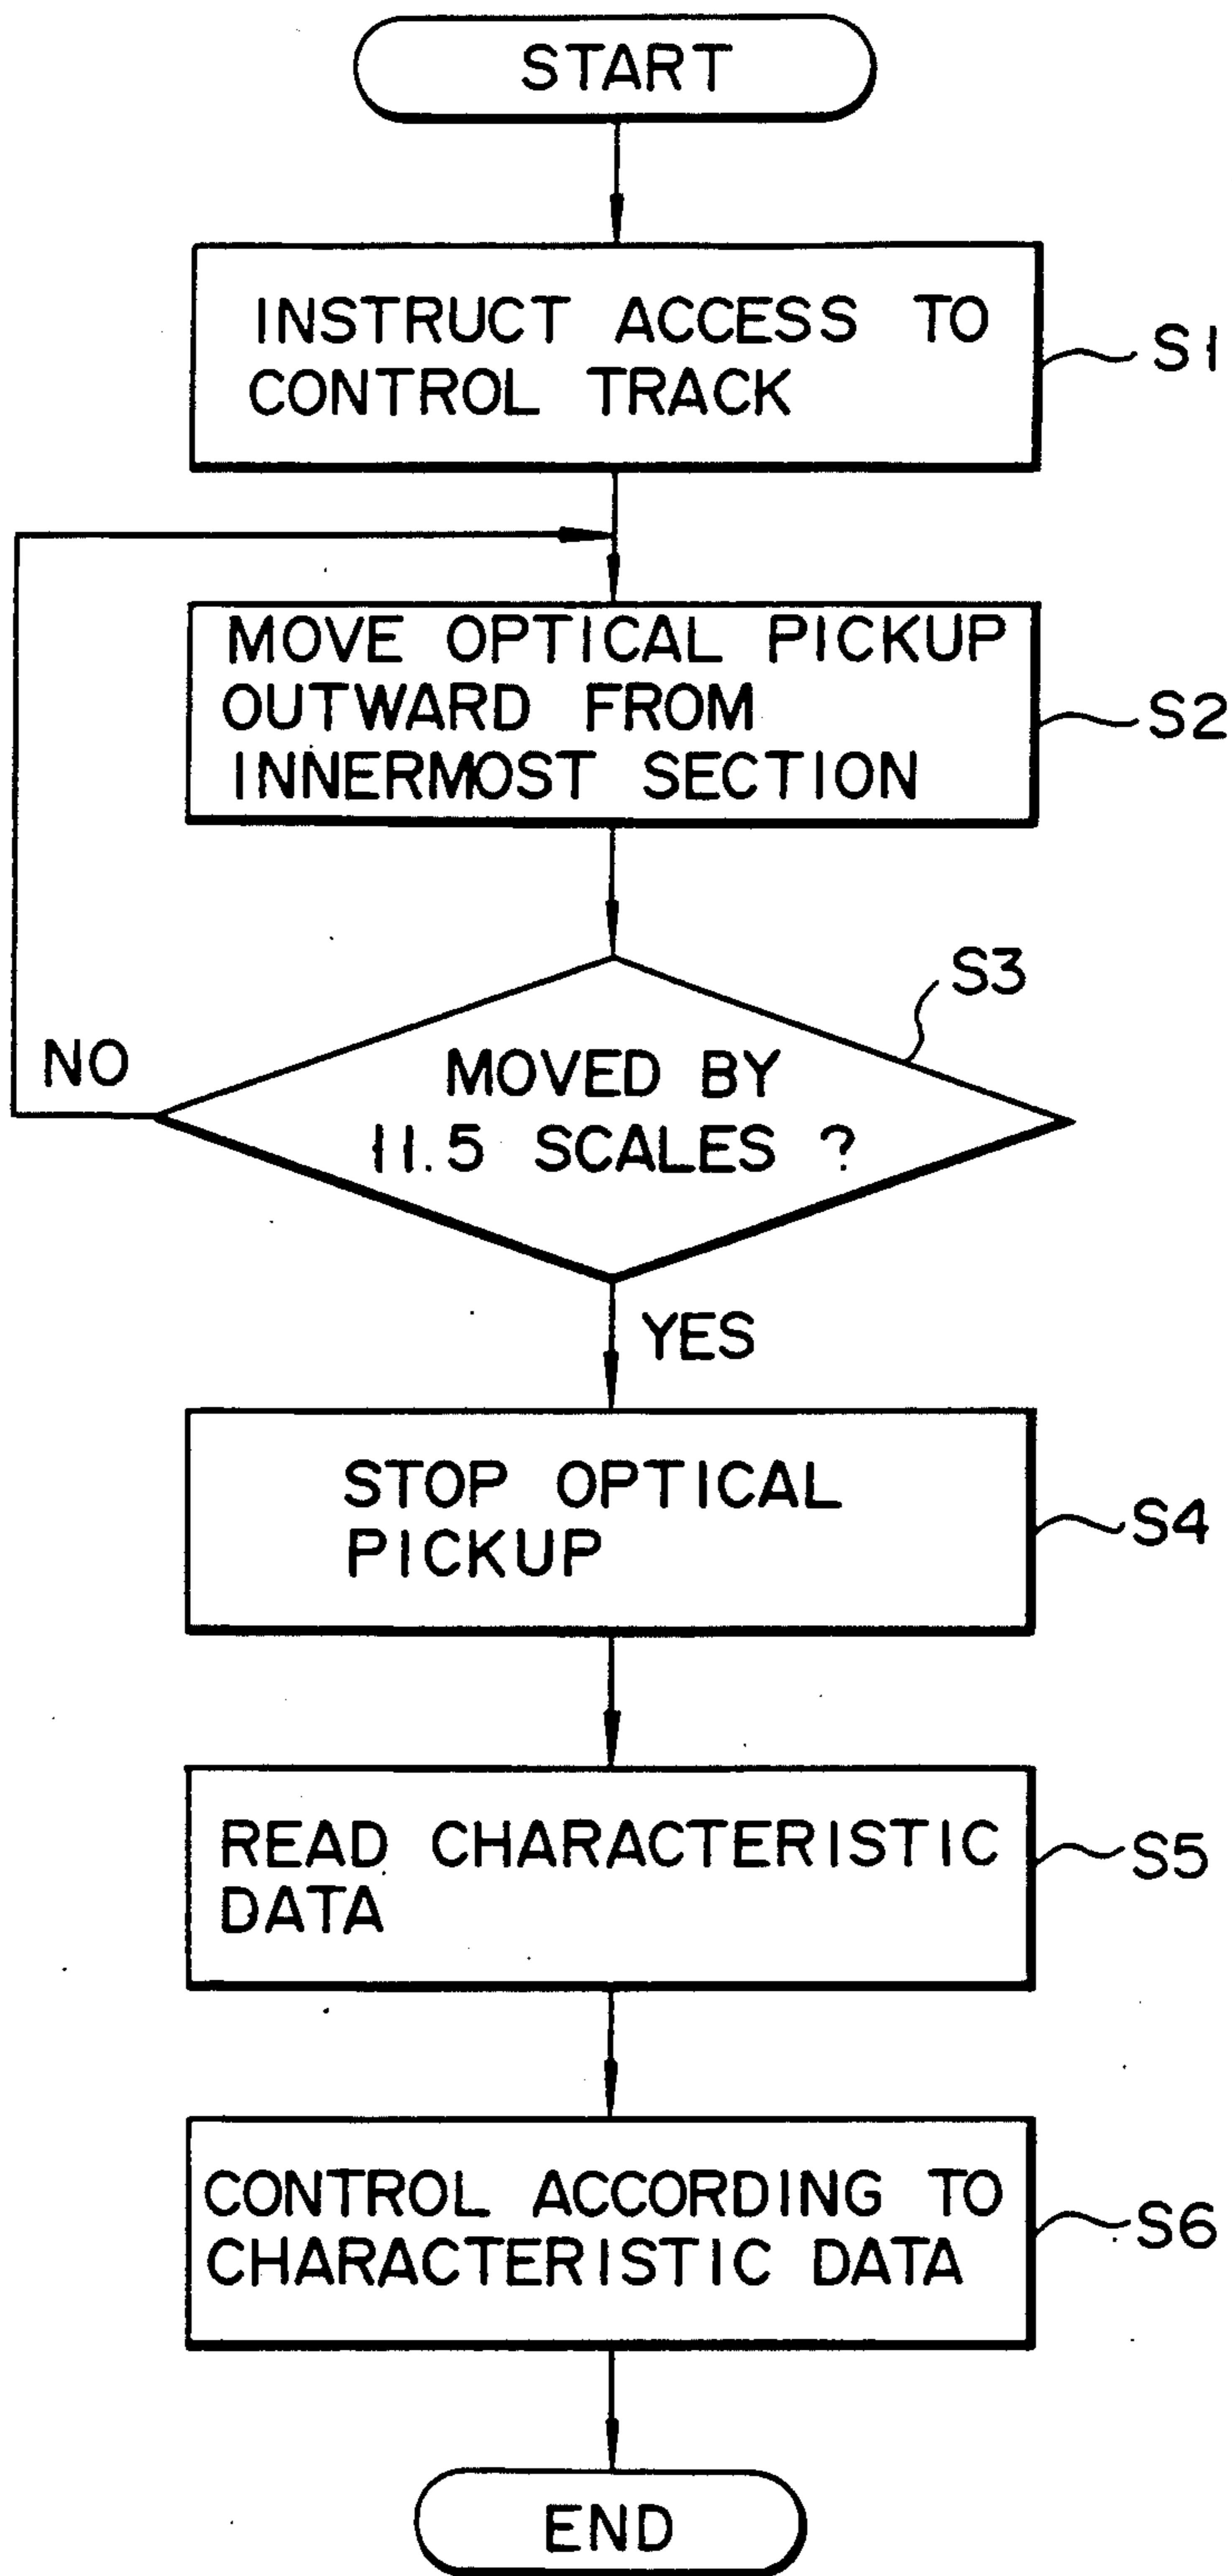 START
INSTRUCT ACCESS TO
CONTROL TRACK
S1
MOVE OPTICAL PICKUP
OUTWARD FROM
INNERMOST SECTION
S2
S3
NO
MOVED BY
11.5 SCALES ?
YES
STOP OPTICAL
PICKUP
S4
READ CHARACTERISTIC
DATA
S5
CONTROL ACCORDING TO
CHARACTERISTIC DATA
S6
END